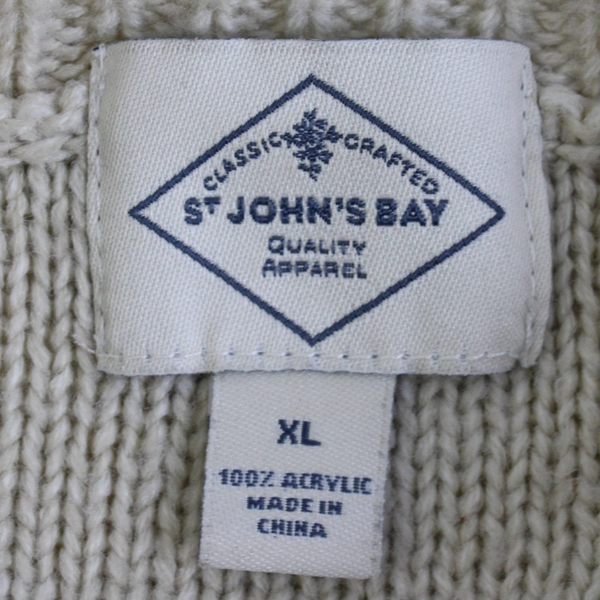 CLASSIC CRAFTED
ST JOHN'S BAY
QUALITY
APPAREL
XL
100% ACRYLIC
MADE IN
CHINA